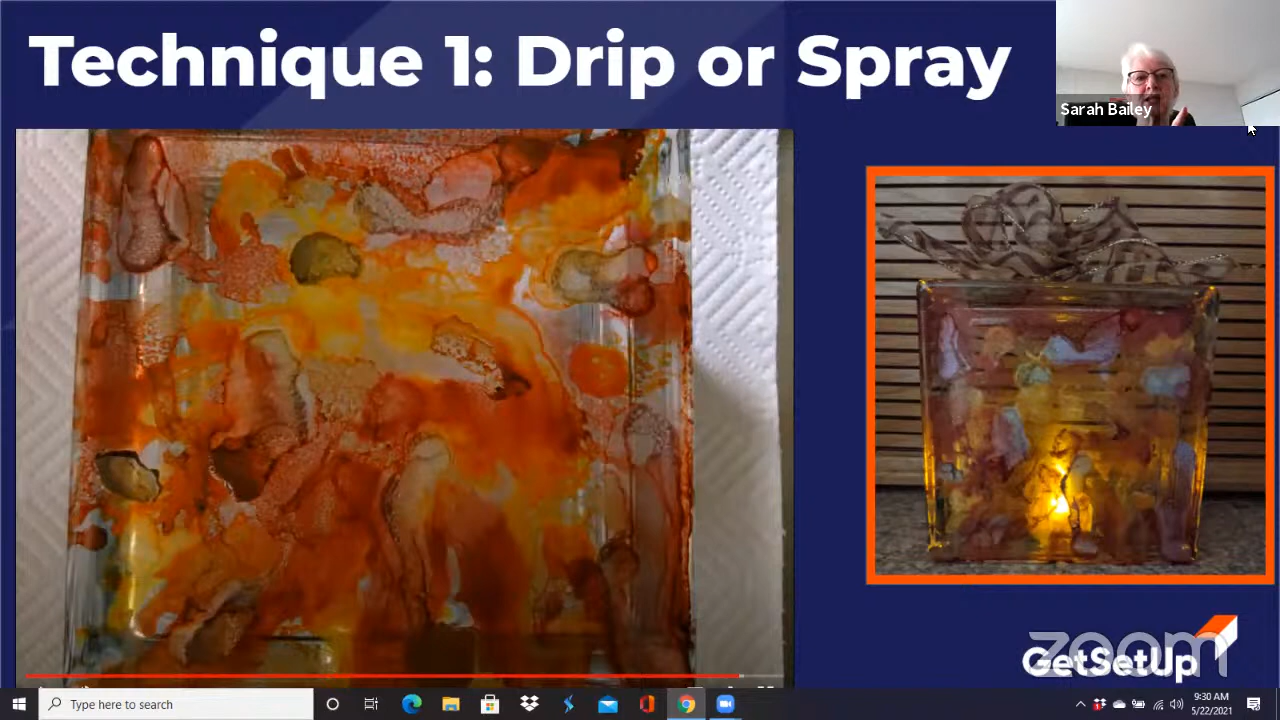 Technique 1: Drip or Spray
Sarah Bailey
zoom
GetSetUp
Type here to search
9:30 AM
5/22/2021